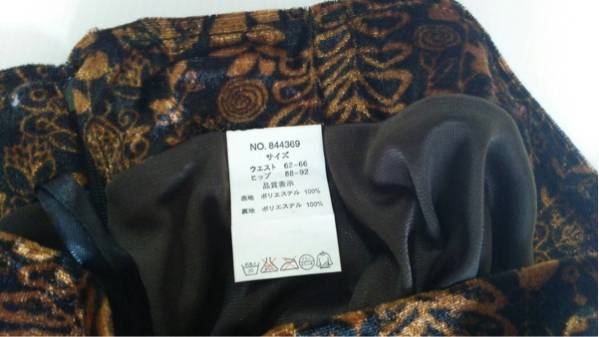 NO. 844369
サイズ
ウエスト 62-66
ヒップ 88-92
品質表示
表地 ポリエステル 100%
裏地 ポリエステル 100%